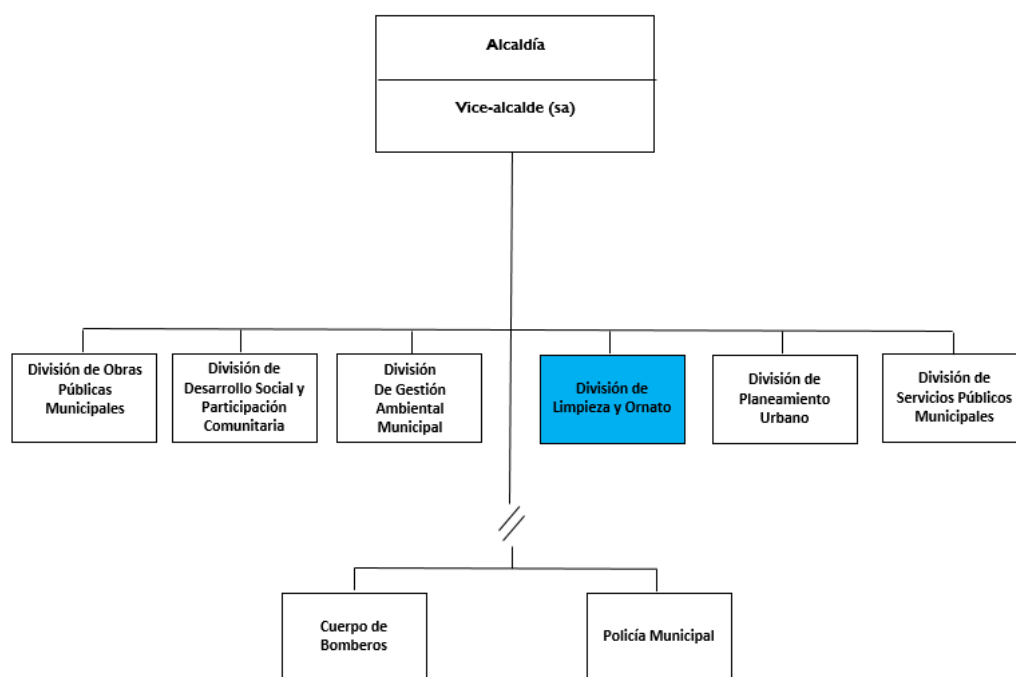 Alcaldía
Vice-alcalde (sa)
División de Obras
Públicas
Municipales
División de
Desarrollo Social y
Participación
Comunitaria
División
De Gestión
Ambiental
Municipal
División de
Limpieza y Ornato
División de
Planeamiento
Urbano
División de
Servicios Públicos
Municipales
Cuerpo de
Bomberos
Policía Municipal